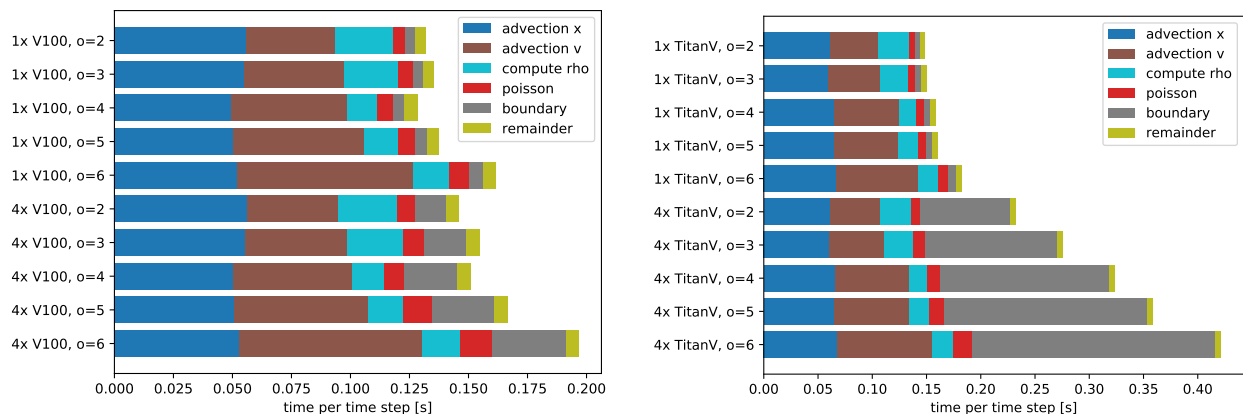 1x V100, o=2
1x V100, o=3
1x V100, o=4
1x V100, o=5
1x V100, o=6
4x V100, o=2
4x V100, o=3
4x V100, o=4
4x V100, o=5
4x V100, o=6
advection x
advection v
compute rho
poisson
boundary
remainder
0.000 0.025 0.050 0.075 0.100 0.125 0.150 0.175 0.200
time per time step [s]
1x TitanV, o=2
1x TitanV, o=3
1x TitanV, o=4
1x TitanV, o=5
1x TitanV, o=6
4x TitanV, o=2
4x TitanV, o=3
4x TitanV, o=4
4x TitanV, o=5
4x TitanV, o=6
advection x
advection v
compute rho
poisson
boundary
remainder
0.00 0.05 0.10 0.15 0.20 0.25 0.30 0.35 0.40
time per time step [s]